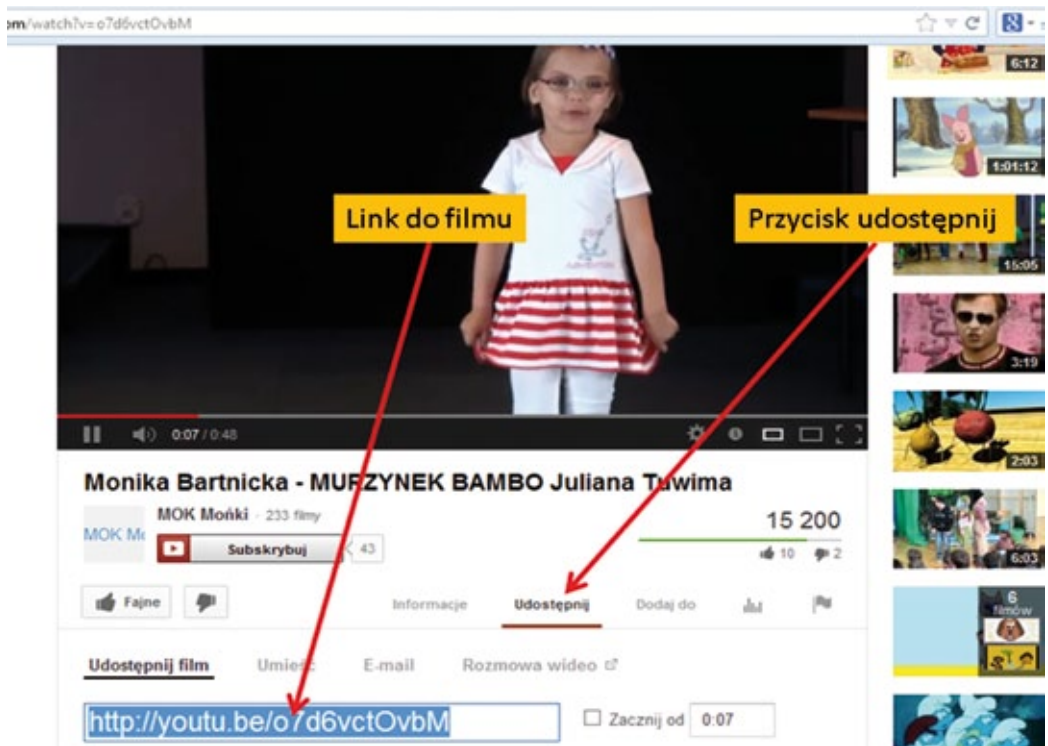 om/watch?v=o7d6vctOvbM
6:12
1:01:12
Link do filmu
Przycisk udostępnij
15:05
3:19
0:07 / 0:48
2:03
Monika Bartnicka - MURZYNEK BAMBO Juliana Tuwima
MOK Mońki · 233 filmy
15 200
MOK Mo
Subskrybuj
43
10
2
6:03
Fajne
Informacje
Udostępnij
Dodaj do
6
filmów
Udostępnij film
Umieść
E-mail
Rozmowa wideo
http://youtu.be/o7d6vctOvbM
Zacznij od
0:07